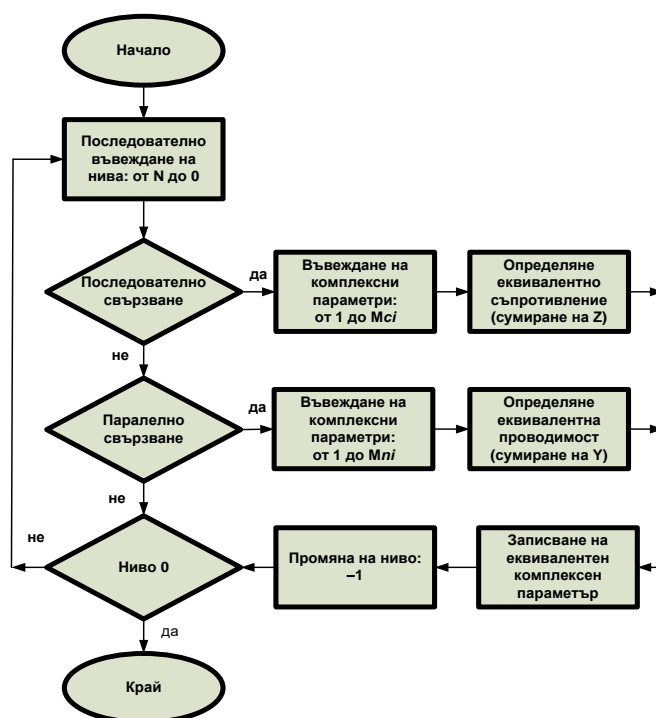 Начало
Последователно
въвеждане на
нива: от N до 0
Последователно
свързване
да
Въвеждане на
комплексни
параметри:
от 1 до Mci
Определяне
еквивалентно
съпротивление
(сумиране на Z)
не
Паралелно
свързване
да
Въвеждане на
комплексни
параметри:
от 1 до Mni
Определяне
еквивалентна
проводимост
(сумиране на Y)
не
не
Ниво 0
Промяна на ниво:
–1
Записване на
еквивалентен
комплексен
параметър
да
Край